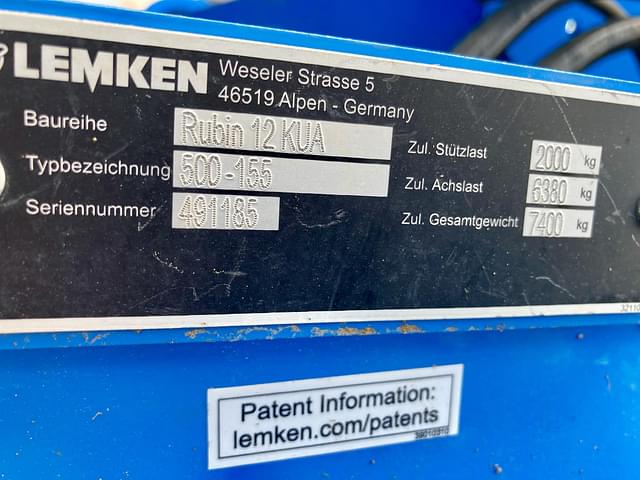 LEMKEN Weseler Strasse 5
46519 Alpen - Germany
Baureihe Rubin 12 KUA
Typbezeichnung 500-155
Seriennummer 491185
Zul. Stützlast 2000 kg
Zul. Achslast 6380 kg
Zul. Gesamtgewicht 7400 kg
Patent Information:
lemken.com/patents